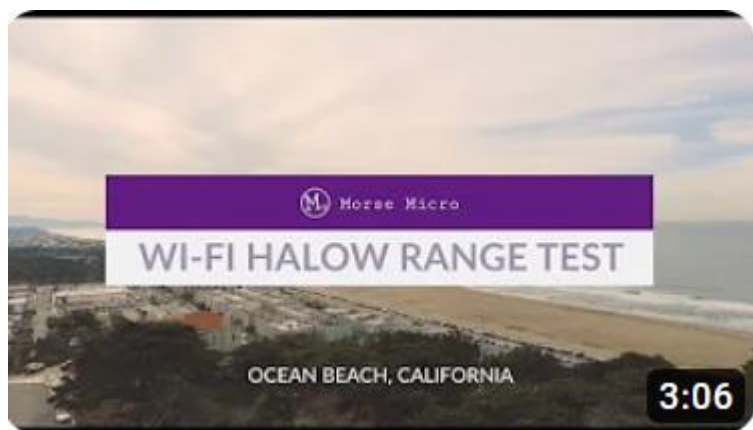 Morse Micro
WI-FI HALOW RANGE TEST
OCEAN BEACH, CALIFORNIA
3:06